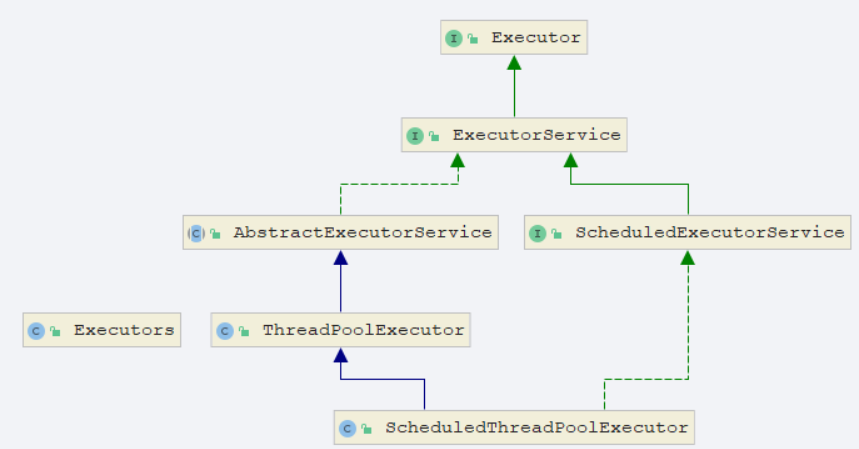 I Executor
I ExecutorService
C AbstractExecutorService
I ScheduledExecutorService
C Executors
C ThreadPoolExecutor
C ScheduledThreadPoolExecutor